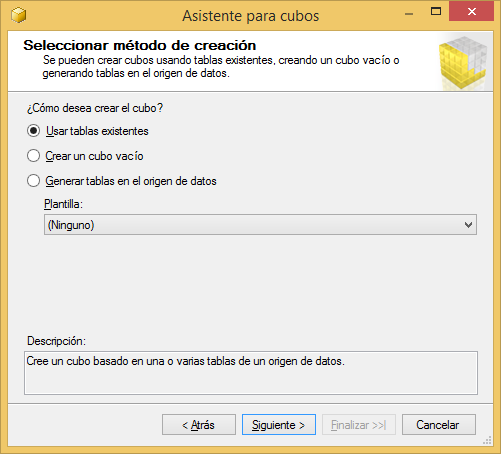 Asistente para cubos
Seleccionar método de creación
Se pueden crear cubos usando tablas existentes, creando un cubo vacío o
generando tablas en el origen de datos.
¿Cómo desea crear el cubo?
Usar tablas existentes
Crear un cubo vacío
Generar tablas en el origen de datos
Plantilla:
(Ninguno)
Descripción:
Cree un cubo basado en una o varias tablas de un origen de datos.
< Atrás
Siguiente >
Finalizar >>|
Cancelar